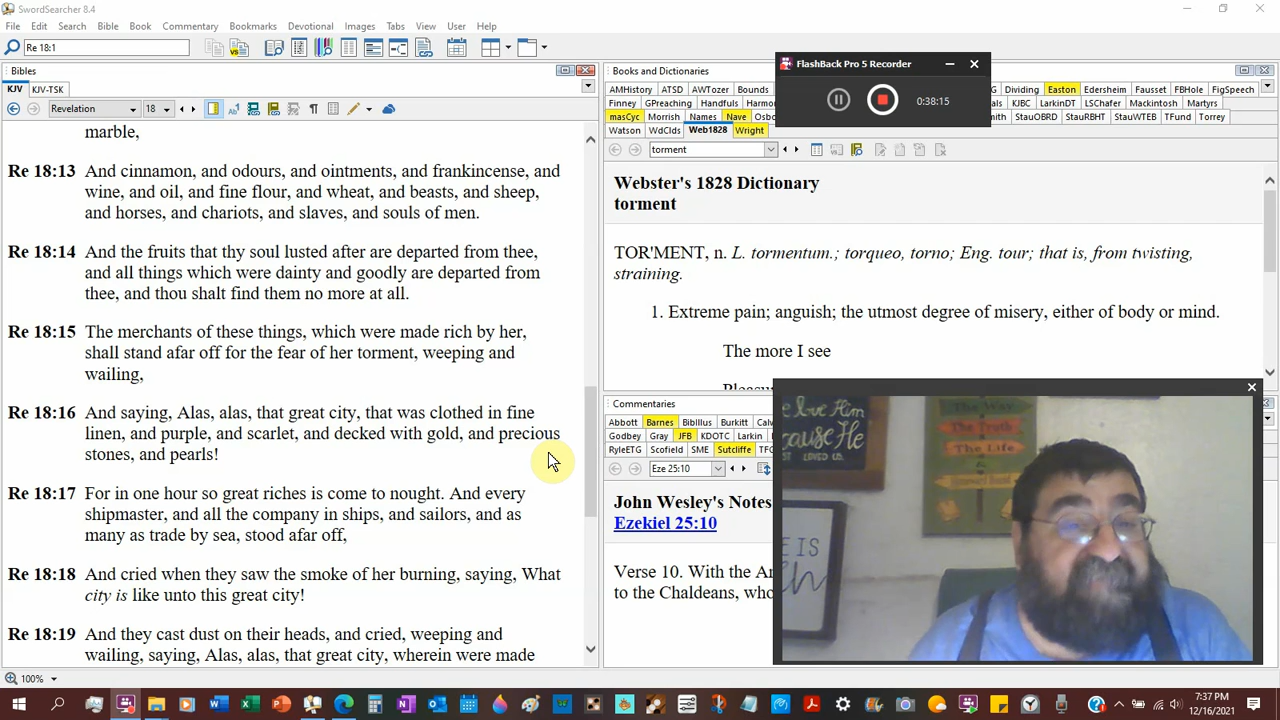 SwordSearcher 8.4
File Edit Search Bible Book Commentary Bookmarks Devotional Images Tabs View User Help
Re 18:1
FlashBack Pro 5 Recorder
0:38:15
Bibles
KJV KJV-TSK
Revelation 18
marble,
Re 18:13 And cinnamon, and odours, and ointments, and frankincense, and
wine, and oil, and fine flour, and wheat, and beasts, and sheep,
and horses, and chariots, and slaves, and souls of men.
Re 18:14 And the fruits that thy soul lusted after are departed from thee,
and all things which were dainty and goodly are departed from
thee, and thou shalt find them no more at all.
Re 18:15 The merchants of these things, which were made rich by her,
shall stand afar off for the fear of her torment, weeping and
wailing,
Re 18:16 And saying, Alas, alas, that great city, that was clothed in fine
linen, and purple, and scarlet, and decked with gold, and precious
stones, and pearls!
Re 18:17 For in one hour so great riches is come to nought. And every
shipmaster, and all the company in ships, and sailors, and as
many as trade by sea, stood afar off,
Re 18:18 And cried when they saw the smoke of her burning, saying, What
city is like unto this great city!
Re 18:19 And they cast dust on their heads, and cried, weeping and
wailing, saying, Alas, alas, that great city, wherein were made
100%
Books and Dictionaries
AMHistory ATSD AWTozer Bounds Dividing Easton Edersheim Fausset FBHole FigSpeech
Finney GPreaching Handfuls KJBC LarkinDT LSChafer Mackintosh Martyrs
masCyc Morrish Names Nave StauOBRD StauRBHT StauWTEB TFund Torrey
Watson WdClds Web1828 Wright
torment
Webster's 1828 Dictionary
torment
TOR'MENT, n. L. tormentum.; torqueo, torno; Eng. tour; that is, from twisting,
straining.
1. Extreme pain; anguish; the utmost degree of misery, either of body or mind.
The more I see
Commentaries
Abbott Barnes BibIllus Burkitt
Godbey Gray JFB KDOTC Larkin
RyleETG Scofield SME Sutcliffe
Eze 25:10
John Wesley's Notes
Ezekiel 25:10
Verse 10. With the
to the Chaldeans, who
The Way
The Truth
The Life
7:37 PM
12/16/2021